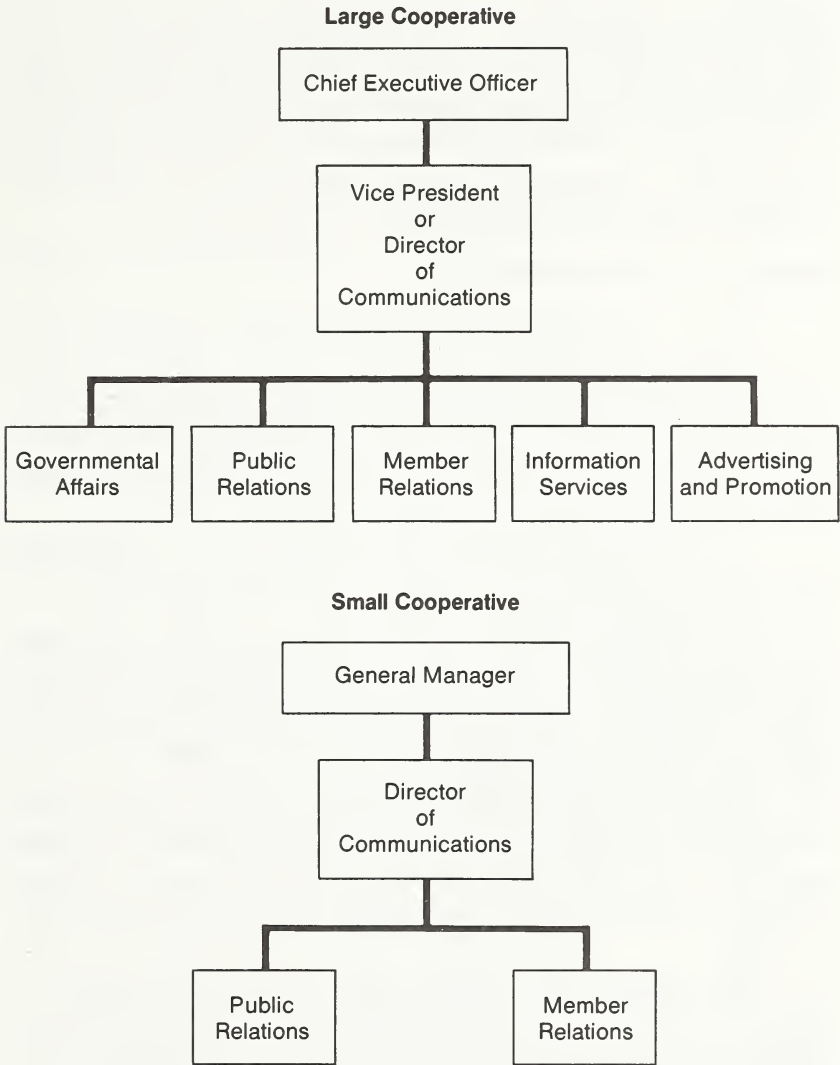 Large Cooperative
Chief Executive Officer
Vice President
or
Director
of
Communications
Governmental
Affairs
Public
Relations
Member
Relations
Information
Services
Advertising
and Promotion
Small Cooperative
General Manager
Director
of
Communications
Public
Relations
Member
Relations